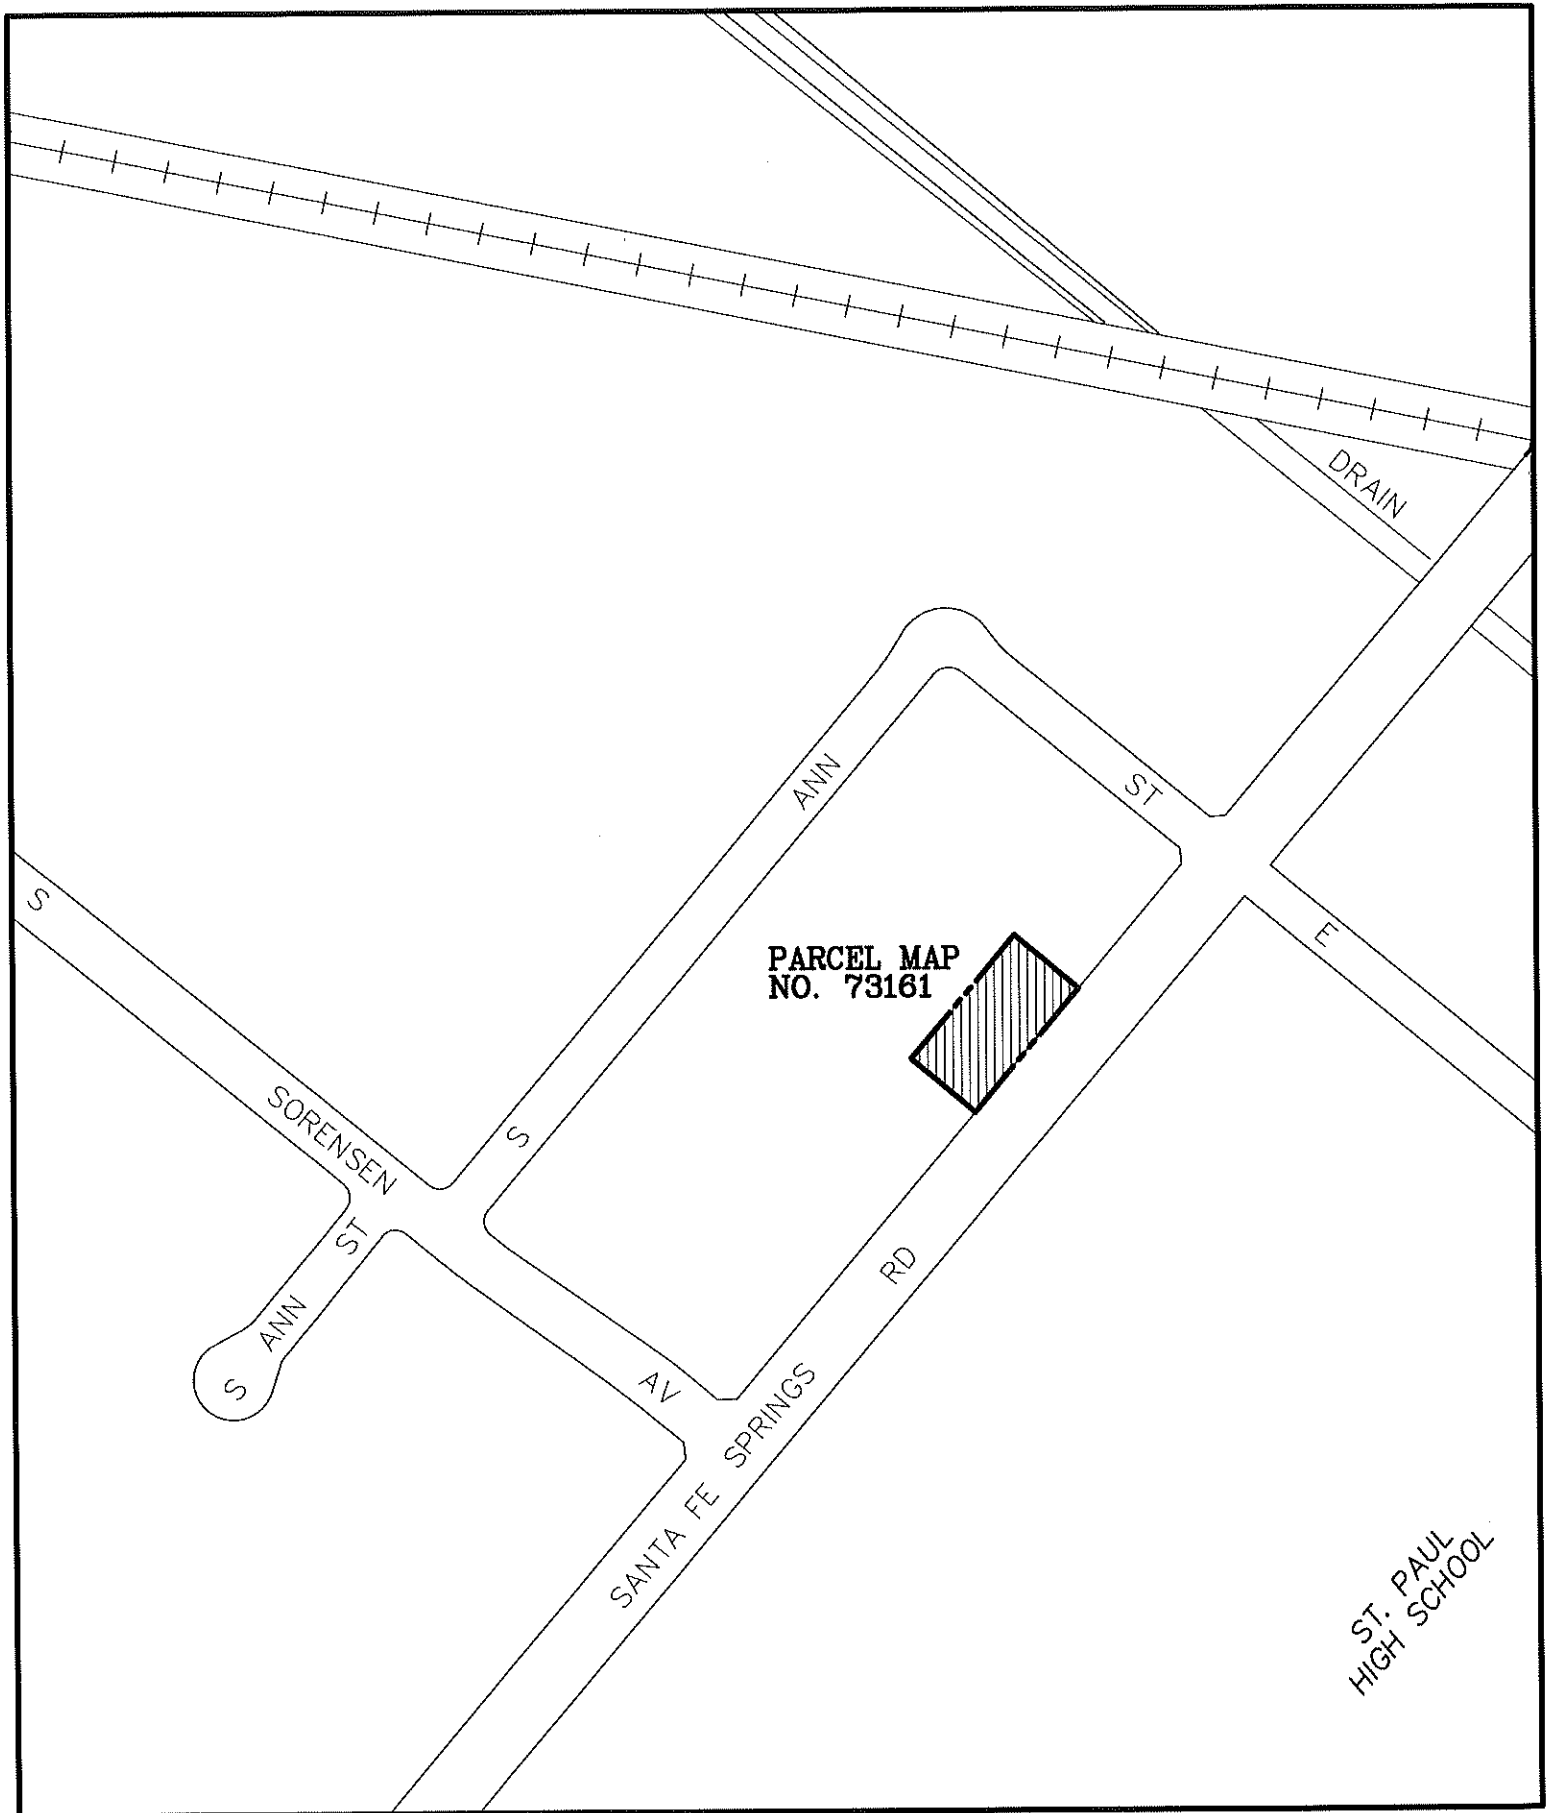 DRAIN
ANN
ST
S
E
PARCEL MAP
NO. 73161
S
SORENSEN
ST
ANN
S
AV
RD
SANTA FE SPRINGS
ST. PAUL
HIGH SCHOOL